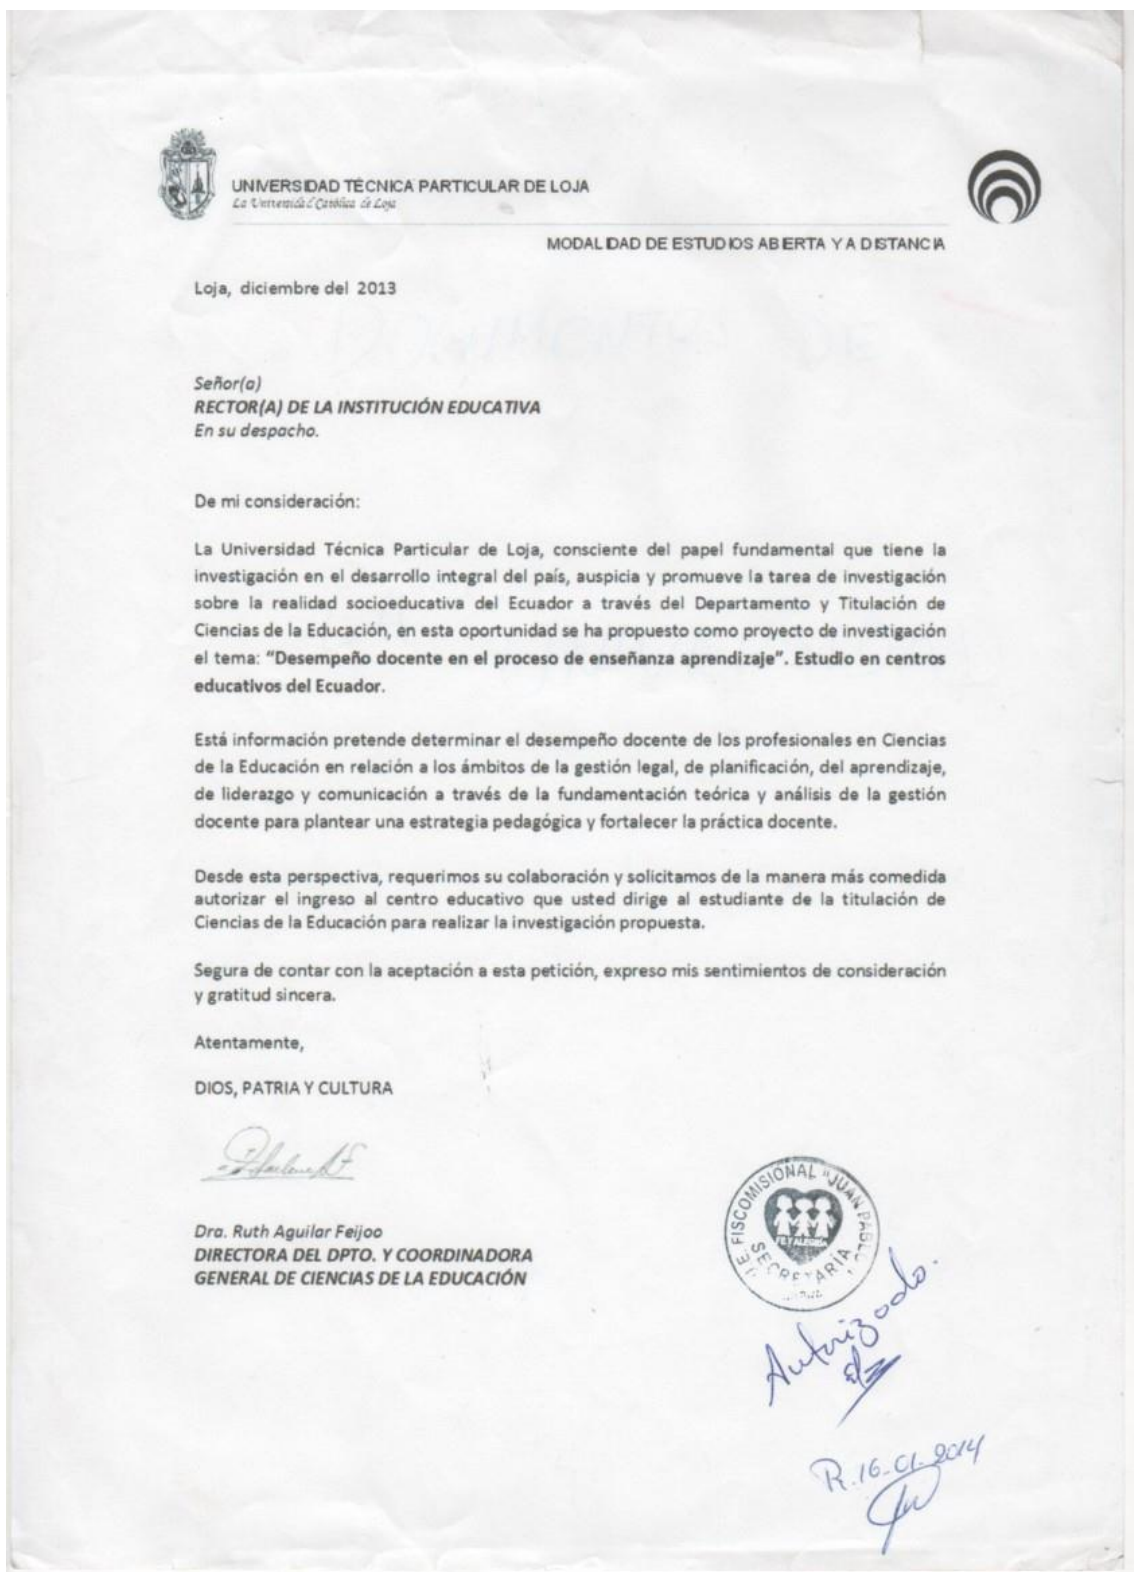 UNIVERSIDAD TÉCNICA PARTICULAR DE LOJA
La Universidad Católica de Loja
MODALIDAD DE ESTUDIOS ABIERTA Y A DISTANCIA
Loja, diciembre del 2013
Señor(a)
RECTOR(A) DE LA INSTITUCIÓN EDUCATIVA
En su despacho.
De mi consideración:
La Universidad Técnica Particular de Loja, consciente del papel fundamental que tiene la
investigación en el desarrollo integral del país, auspicia y promueve la tarea de investigación
sobre la realidad socioeducativa del Ecuador a través del Departamento y Titulación de
Ciencias de la Educación, en esta oportunidad se ha propuesto como proyecto de investigación
el tema: “Desempeño docente en el proceso de enseñanza aprendizaje”. Estudio en centros
educativos del Ecuador.
Está información pretende determinar el desempeño docente de los profesionales en Ciencias
de la Educación en relación a los ámbitos de la gestión legal, de planificación, del aprendizaje,
de liderazgo y comunicación a través de la fundamentación teórica y análisis de la gestión
docente para plantear una estrategia pedagógica y fortalecer la práctica docente.
Desde esta perspectiva, requerimos su colaboración y solicitamos de la manera más comedida
autorizar el ingreso al centro educativo que usted dirige al estudiante de la titulación de
Ciencias de la Educación para realizar la investigación propuesta.
Segura de contar con la aceptación a esta petición, expreso mis sentimientos de consideración
y gratitud sincera.
Atentamente,
DIOS, PATRIA Y CULTURA
Dra. Ruth Aguilar Feijoo
DIRECTORA DEL DPTO. Y COORDINADORA
GENERAL DE CIENCIAS DE LA EDUCACIÓN
U.E. FISCOMISIONAL "JUAN PABLO
FE Y ALEGRÍA
SECRETARÍA
Autorizado.
R. 16-01-2014